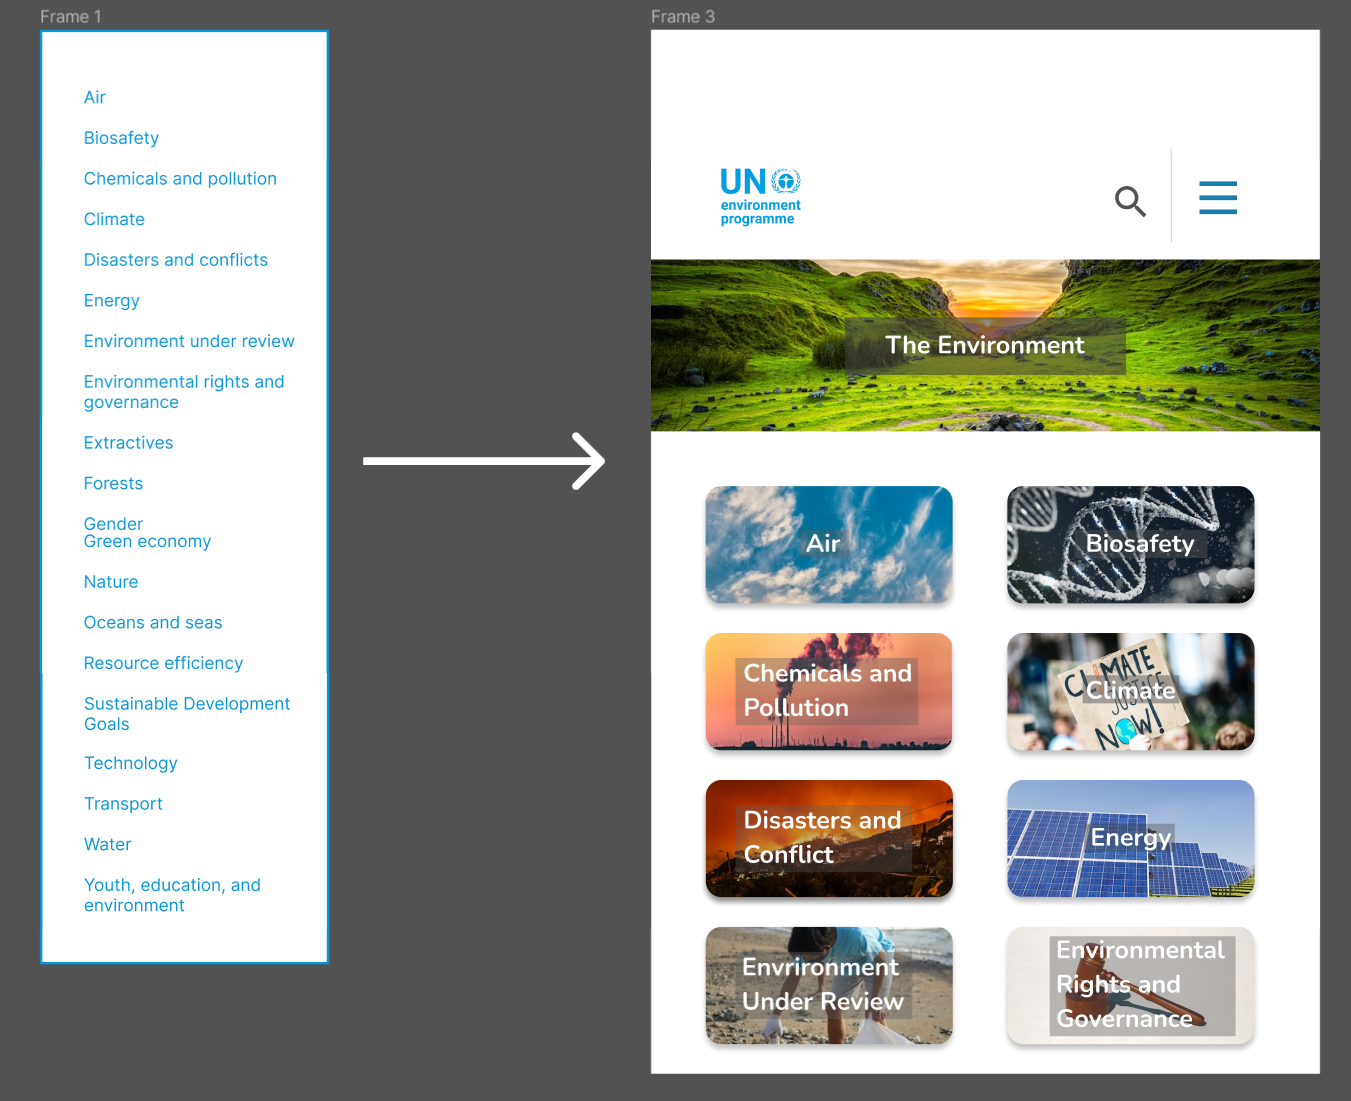 Frame 1
Air
Biosafety
Chemicals and pollution
Climate
Disasters and conflicts
Energy
Environment under review
Environmental rights and
governance
Extractives
Forests
Gender
Green economy
Nature
Oceans and seas
Resource efficiency
Sustainable Development
Goals
Technology
Transport
Water
Youth, education, and
environment
Frame 3
UN
environment
programme
The Environment
Air
Biosafety
Chemicals and
Pollution
CLIMATE
JUSTICE
NOW!
Climate
Disasters and
Conflict
Energy
Envrironment
Under Review
Environmental
Rights and
Governance